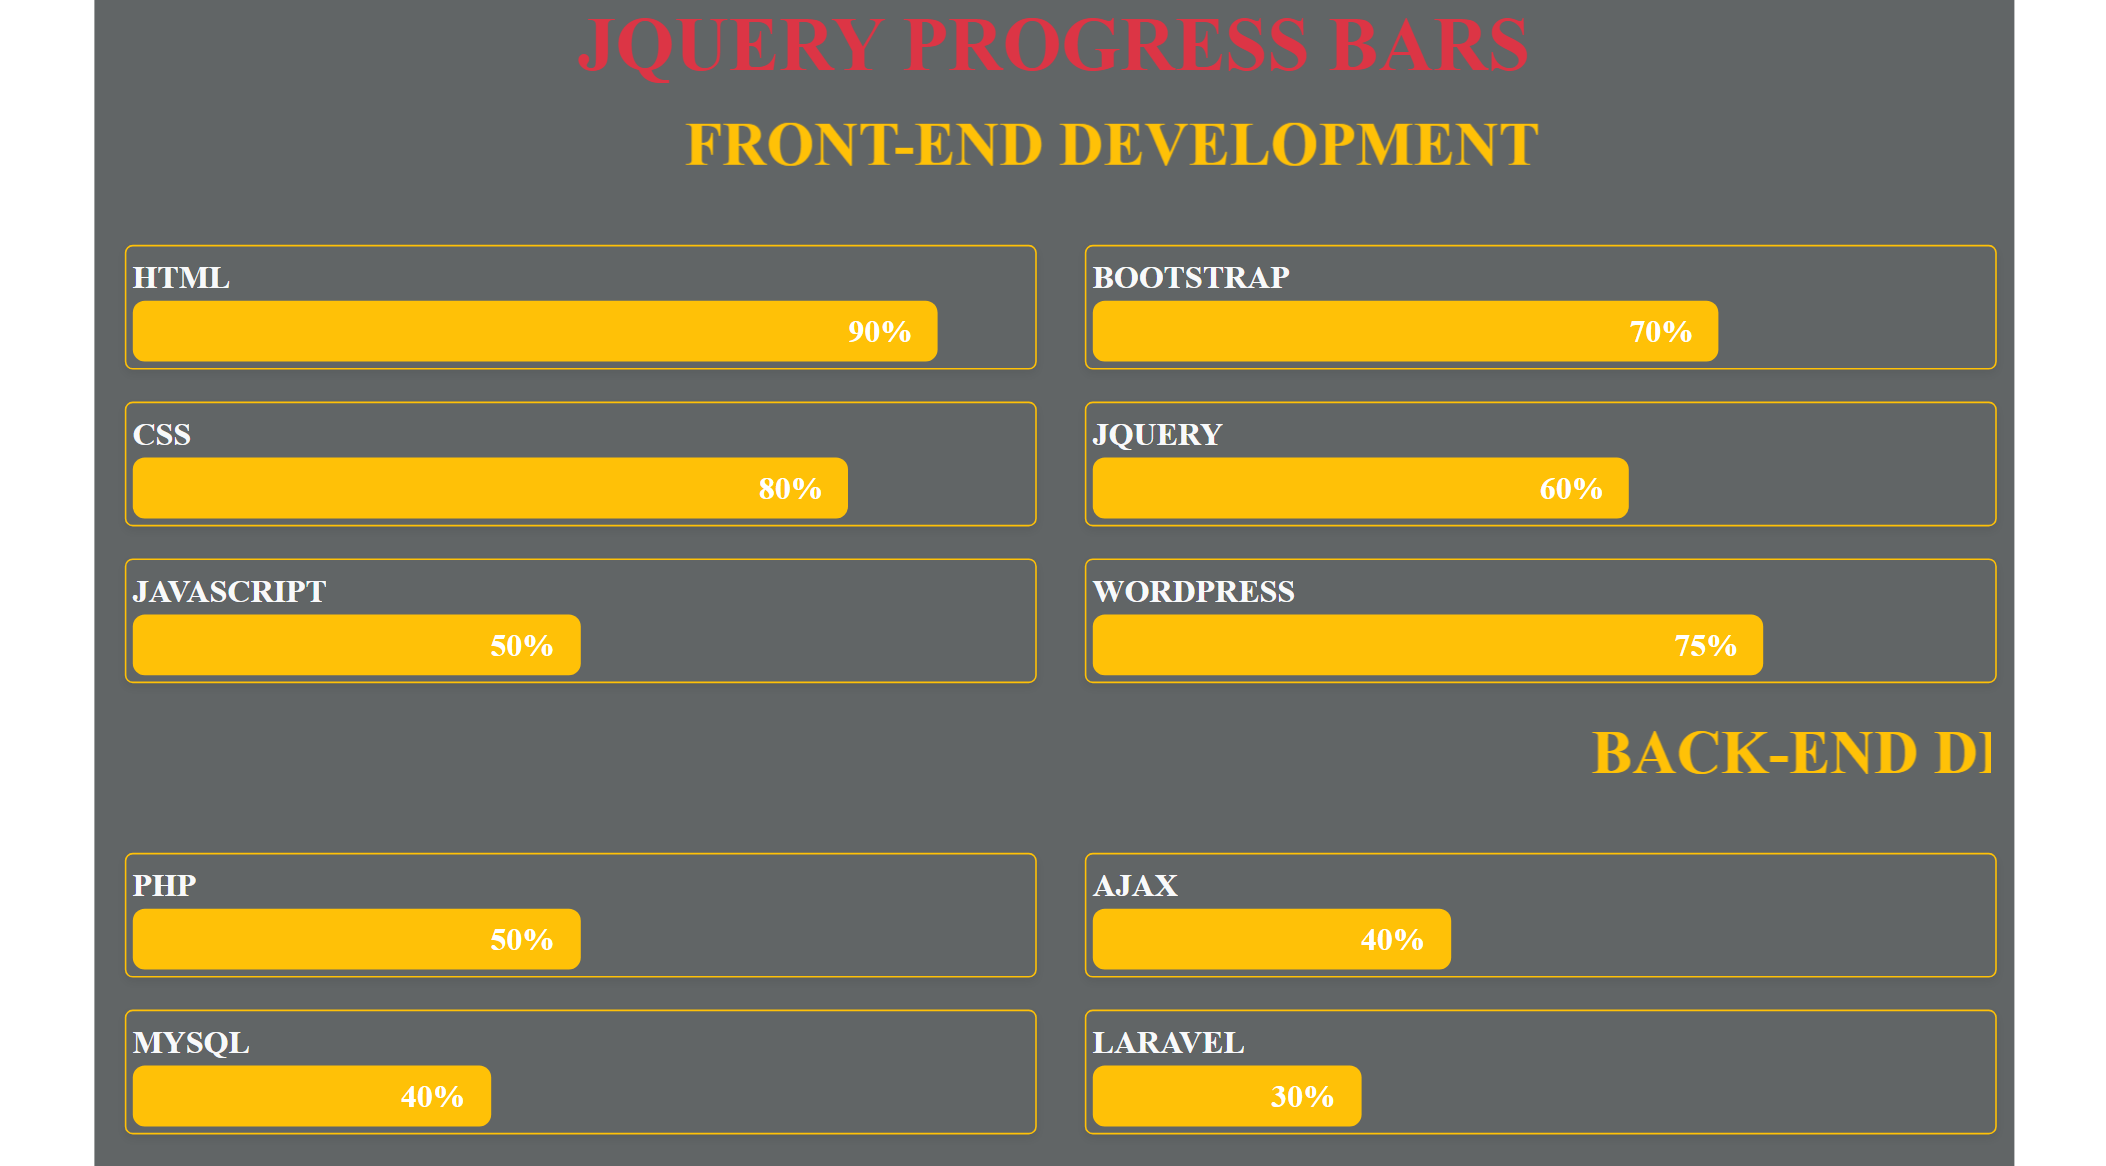 JQUERY PROGRESS BARS
FRONT-END DEVELOPMENT
HTML
90%
BOOTSTRAP
70%
CSS
80%
JQUERY
60%
JAVASCRIPT
50%
WORDPRESS
75%
BACK-END
PHP
50%
AJAX
40%
MYSQL
40%
LARAVEL
30%